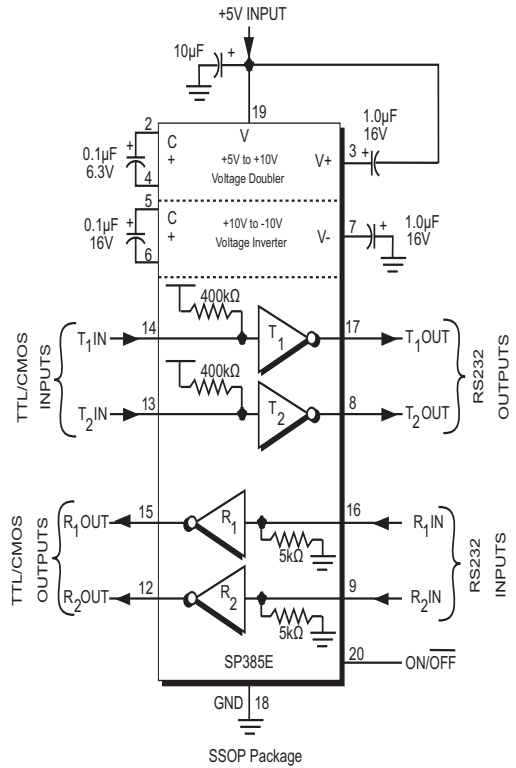 +5V INPUT
10µF +
19
2
C
+
V
+5V to +10V
Voltage Doubler
V+
3 +
1.0µF
16V
+
0.1µF
6.3V
4
5
C
+
+10V to -10V
Voltage Inverter
V-
7
+
1.0µF
16V
+
0.1µF
16V
6
400kΩ
TTL/CMOS
INPUTS
T1IN
14
T1
17
T1OUT
RS232
OUTPUTS
400kΩ
T2IN
13
T2
8
T2OUT
TTL/CMOS
OUTPUTS
R1OUT
15
R1
16
R1IN
5kΩ
RS232
INPUTS
R2OUT
12
R2
9
R2IN
5kΩ
SP385E
20
ON/OFF
GND 18
SSOP Package